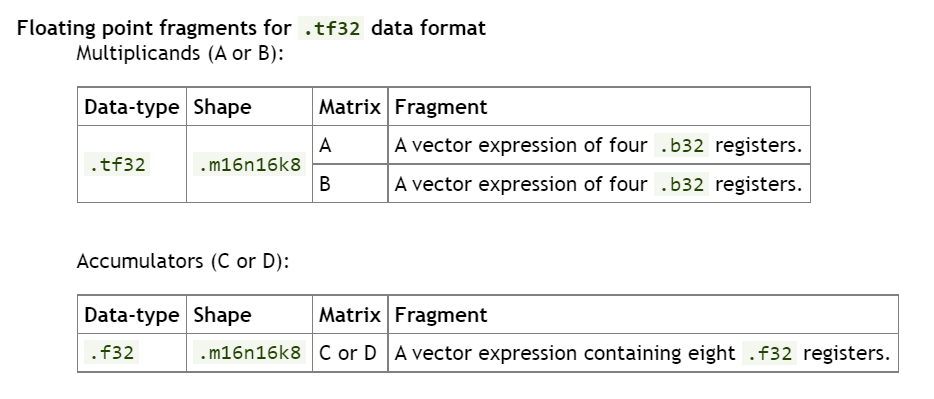 Floating point fragments for .tf32 data format
Multiplicands (A or B):
Data-type Shape Matrix Fragment
.tf32 .m16n16k8 A A vector expression of four .b32 registers.
B A vector expression of four .b32 registers.
Accumulators (C or D):
Data-type Shape Matrix Fragment
.f32 .m16n16k8 C or D A vector expression containing eight .f32 registers.